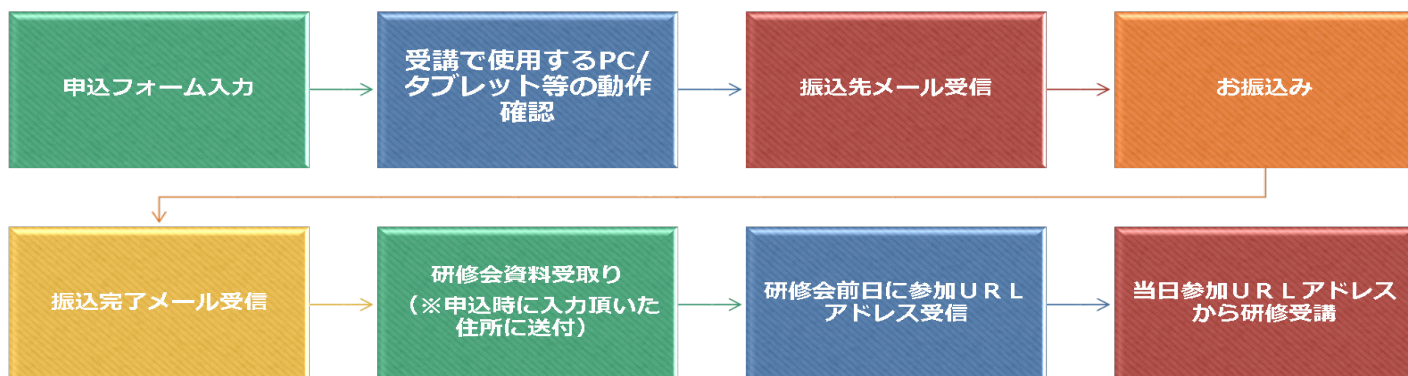 申込フォーム入力
受講で使用するPC/
タブレット等の動作
確認
振込先メール受信
お振込み
振込完了メール受信
研修会資料受取り
（※申込時に入力頂いた
住所に送付）
研修会前日に参加ＵＲＬ
アドレス受信
当日参加ＵＲＬアドレス
から研修受講